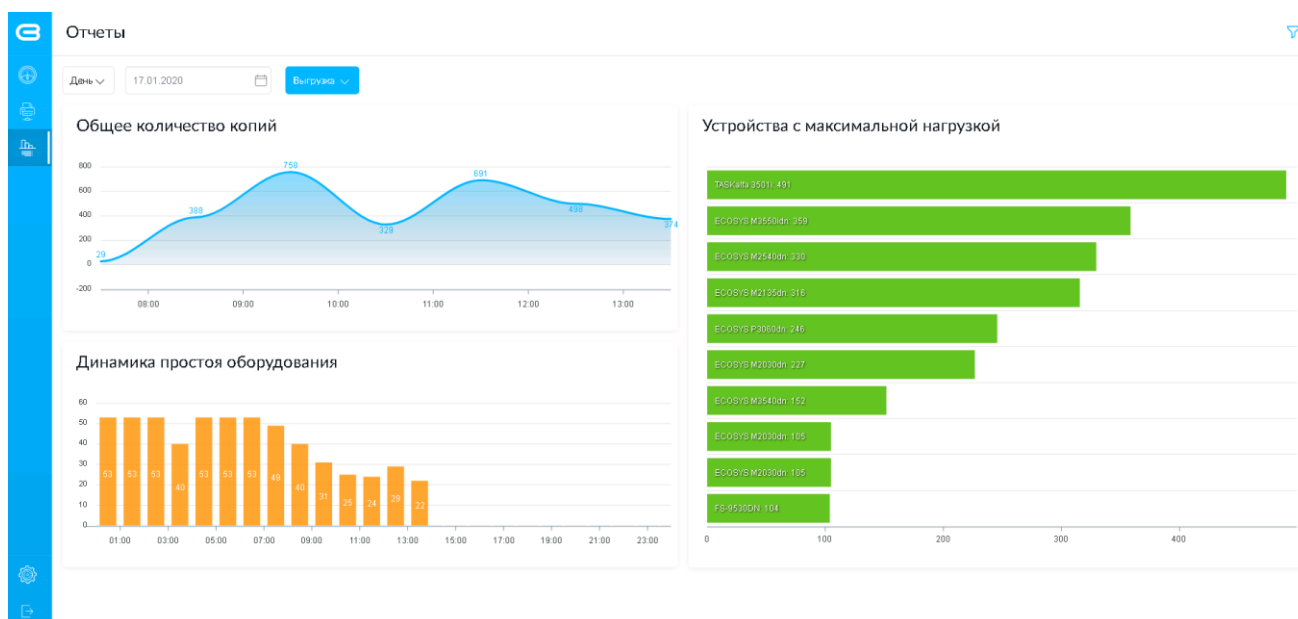 Отчеты
День
17.01.2020
Выгрузка
Общее количество копий
800
600
400
200
0
-200
29
388
758
329
691
498
374
08:00 09:00 10:00 11:00 12:00 13:00
Динамика простоя оборудования
60
50
40
30
20
10
0
53 53 53 40 53 53 53 49 40 31 25 24 29 22
01:00 03:00 05:00 07:00 09:00 11:00 13:00 15:00 17:00 19:00 21:00 23:00
Устройства с максимальной нагрузкой
TASKalfa 3501i: 491
ECOSYS M3550idn: 359
ECOSYS M2540dn: 330
ECOSYS M2135dn: 316
ECOSYS P3060dn: 246
ECOSYS M2030dn: 227
ECOSYS M3540dn: 152
ECOSYS M2030dn: 105
ECOSYS M2030dn: 105
FS-9530DN: 104
0 100 200 300 400